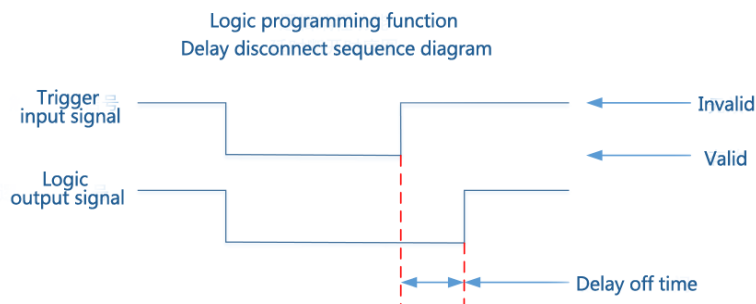 Logic programming function
Delay disconnect sequence diagram
Trigger
input signal
Invalid
Valid
Logic
output signal
Delay off time